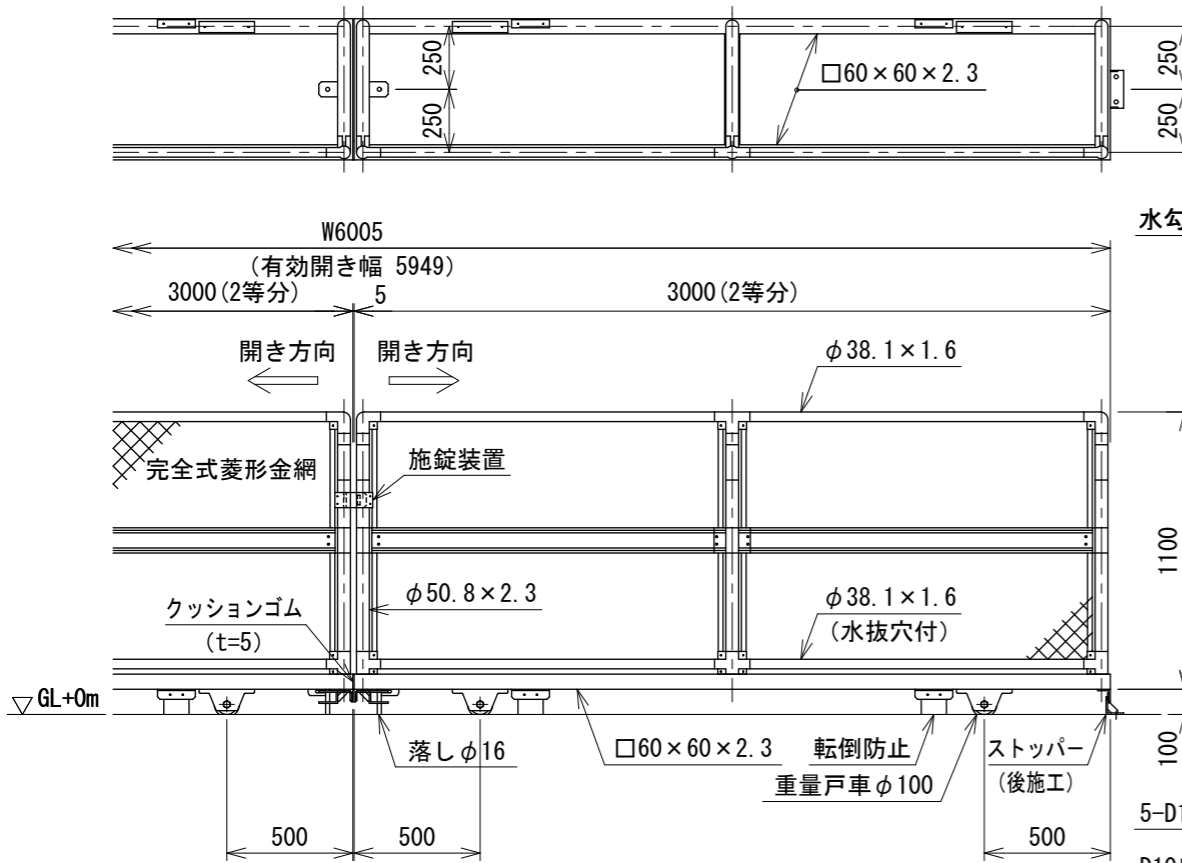 250
250
□60×60×2.3
250
250
水勾
W6005
(有効開き幅 5949)
3000(2等分)
5
3000(2等分)
開き方向
開き方向
φ38.1×1.6
完全式菱形金網
施錠装置
1100
クッションゴム
(t=5)
φ50.8×2.3
φ38.1×1.6
(水抜穴付)
▽GL+0m
落しφ16
□60×60×2.3
転倒防止
重量戸車φ100
ストッパー
(後施工)
100
500
500
500
5-D1